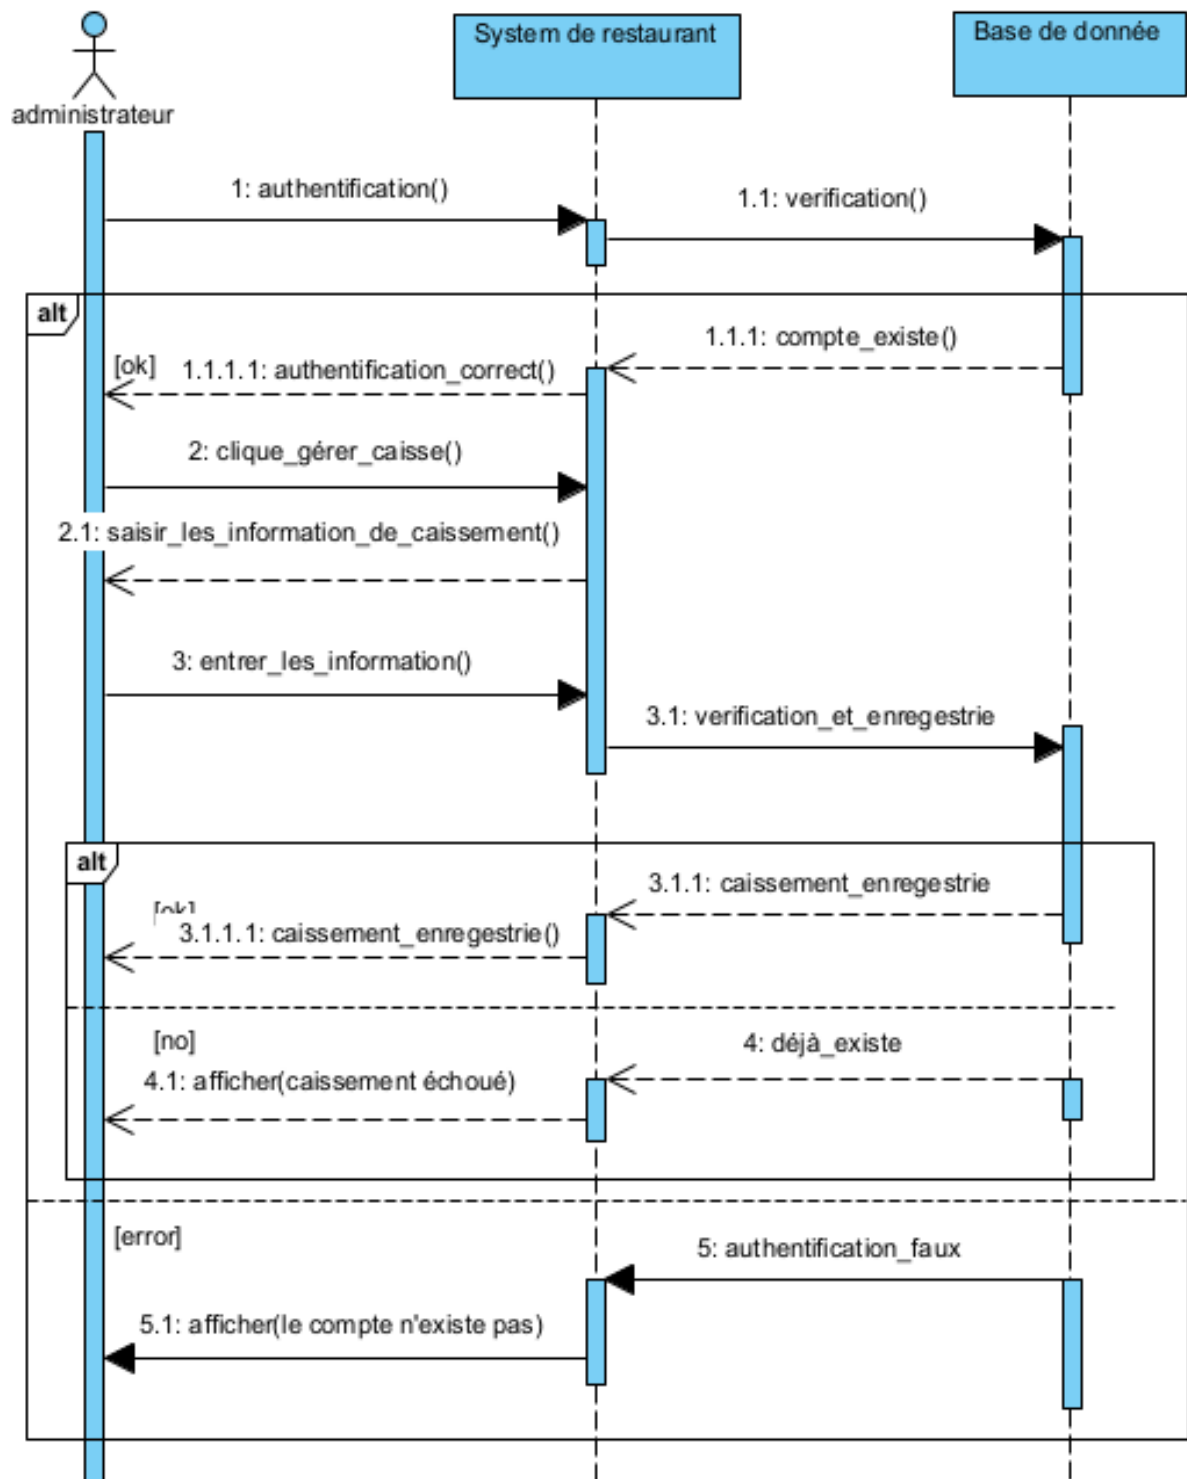 System de restaurant
Base de donnée
administrateur
1: authentification()
1.1: verification()
alt
1.1.1: compte_existe()
[ok]
1.1.1.1: authentification_correct()
2: clique_gérer_caisse()
2.1: saisir_les_information_de_caissement()
3: entrer_les_information()
3.1: verification_et_enregestrie
alt
3.1.1: caissement_enregestrie
[ok]
3.1.1.1: caissement_enregestrie()
[no]
4: déjà_existe
4.1: afficher(caissement échoué)
[error]
5: authentification_faux
5.1: afficher(le compte n'existe pas)